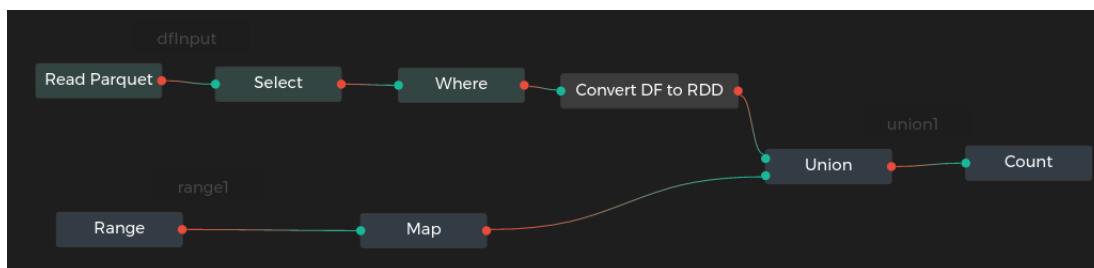 dfInput
Read Parquet
Select
Where
Convert DF to RDD
union1
Union
Count
range1
Range
Map